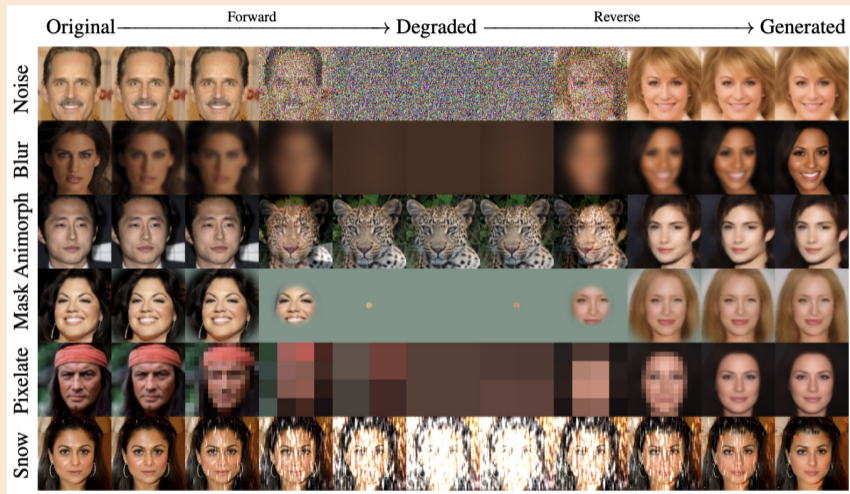 Original Forward Degraded Reverse Generated
Noise
Blur
Animorph
Mask
Pixelate
Snow